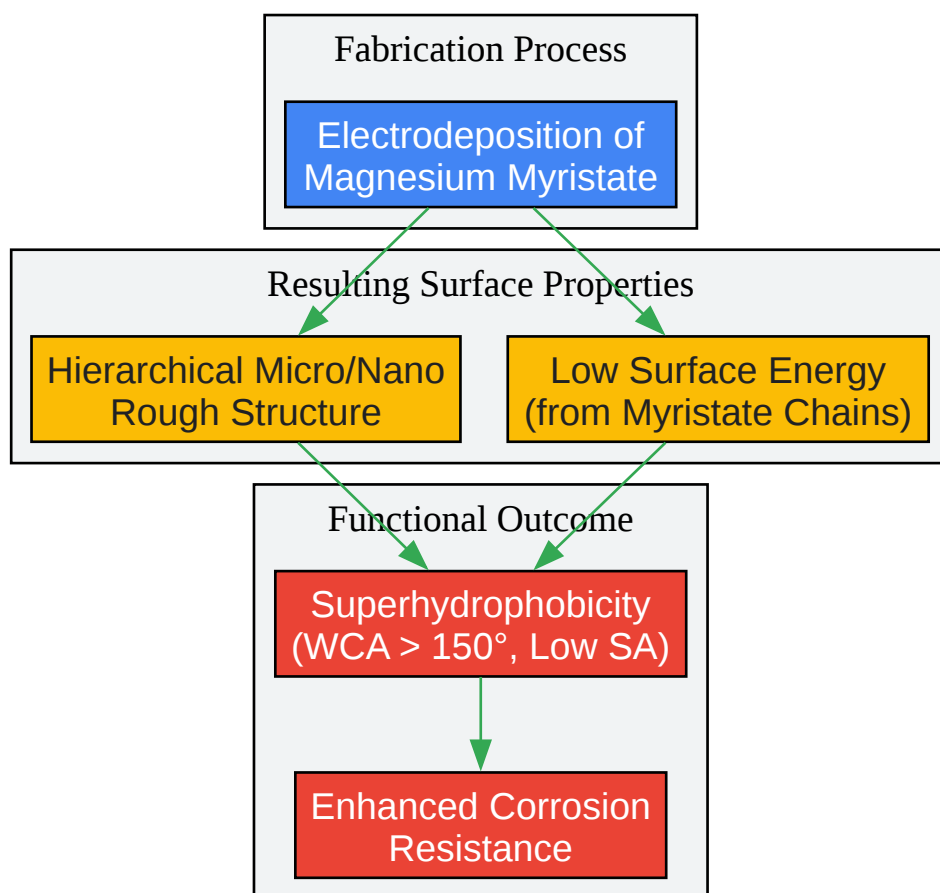 Fabrication Process
Electrodeposition of
Magnesium Myristate
Resulting Surface Properties
Hierarchical Micro/Nano
Rough Structure
Low Surface Energy
(from Myristate Chains)
Functional Outcome
Superhydrophobicity
(WCA > 150°, Low SA)
Enhanced Corrosion
Resistance